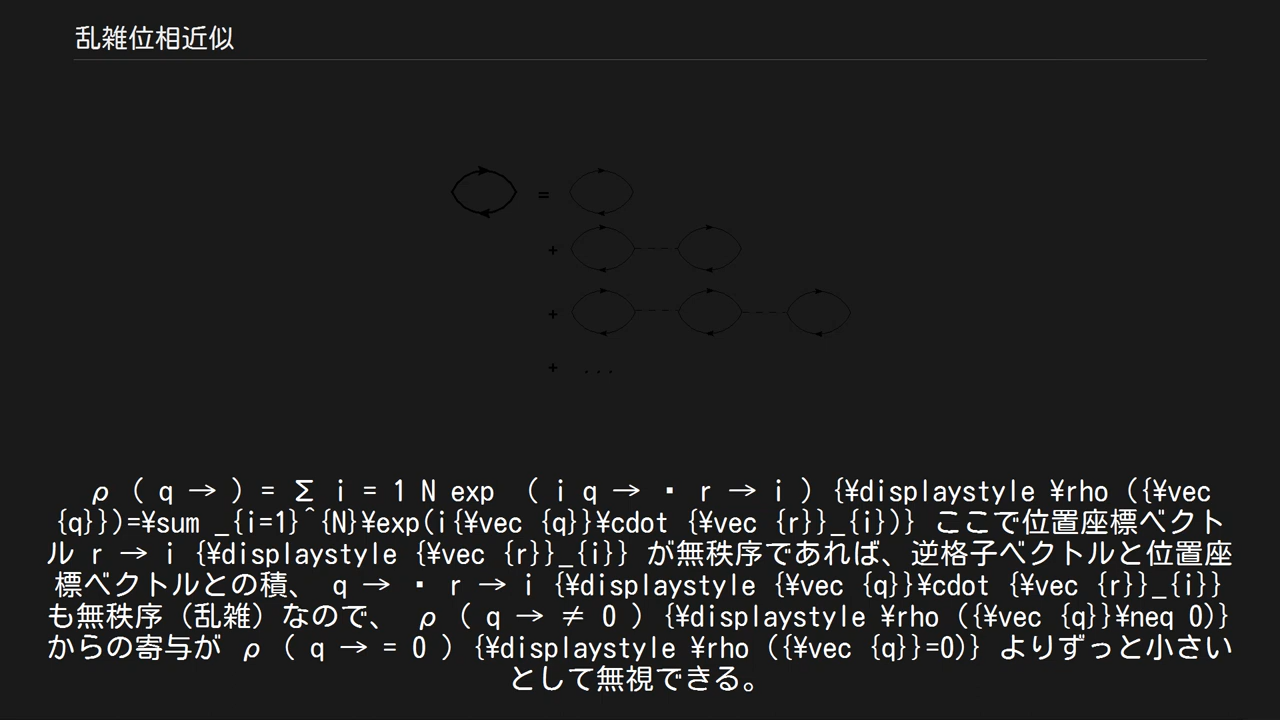 乱雑位相近似
=
+
+
+ ...
ρ ( q → ) = Σ i = 1 N exp ( i q → ・ r → i ) {¥displaystyle ¥rho ({¥vec
{q}})=¥sum _{i=1}^{N}¥exp(i{¥vec {q}}¥cdot {¥vec {r}}_{i})} ここで位置座標ベクト
ル r → i {¥displaystyle {¥vec {r}}_{i}} が無秩序であれば、逆格子ベクトルと位置座
標ベクトルとの積、 q → ・ r → i {¥displaystyle {¥vec {q}}¥cdot {¥vec {r}}_{i}}
も無秩序（乱雑）なので、 ρ ( q → ≠ 0 ) {¥displaystyle ¥rho ({¥vec {q}}¥neq 0)}
からの寄与が ρ ( q → = 0 ) {¥displaystyle ¥rho ({¥vec {q}}=0)} よりずっと小さい
として無視できる。